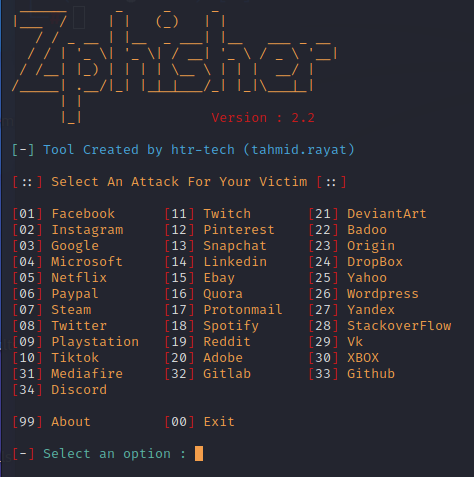 Zphisher
Version : 2.2
[-] Tool Created by htr-tech (tahmid.rayat)
[::] Select An Attack For Your Victim [::]
[01] Facebook [11] Twitch [21] DeviantArt
[02] Instagram [12] Pinterest [22] Badoo
[03] Google [13] Snapchat [23] Origin
[04] Microsoft [14] Linkedin [24] DropBox
[05] Netflix [15] Ebay [25] Yahoo
[06] Paypal [16] Quora [26] Wordpress
[07] Steam [17] Protonmail [27] Yandex
[08] Twitter [18] Spotify [28] StackoverFlow
[09] Playstation [19] Reddit [29] Vk
[10] Tiktok [20] Adobe [30] XBOX
[31] Mediafire [32] Gitlab [33] Github
[34] Discord
[99] About [00] Exit
[-] Select an option :